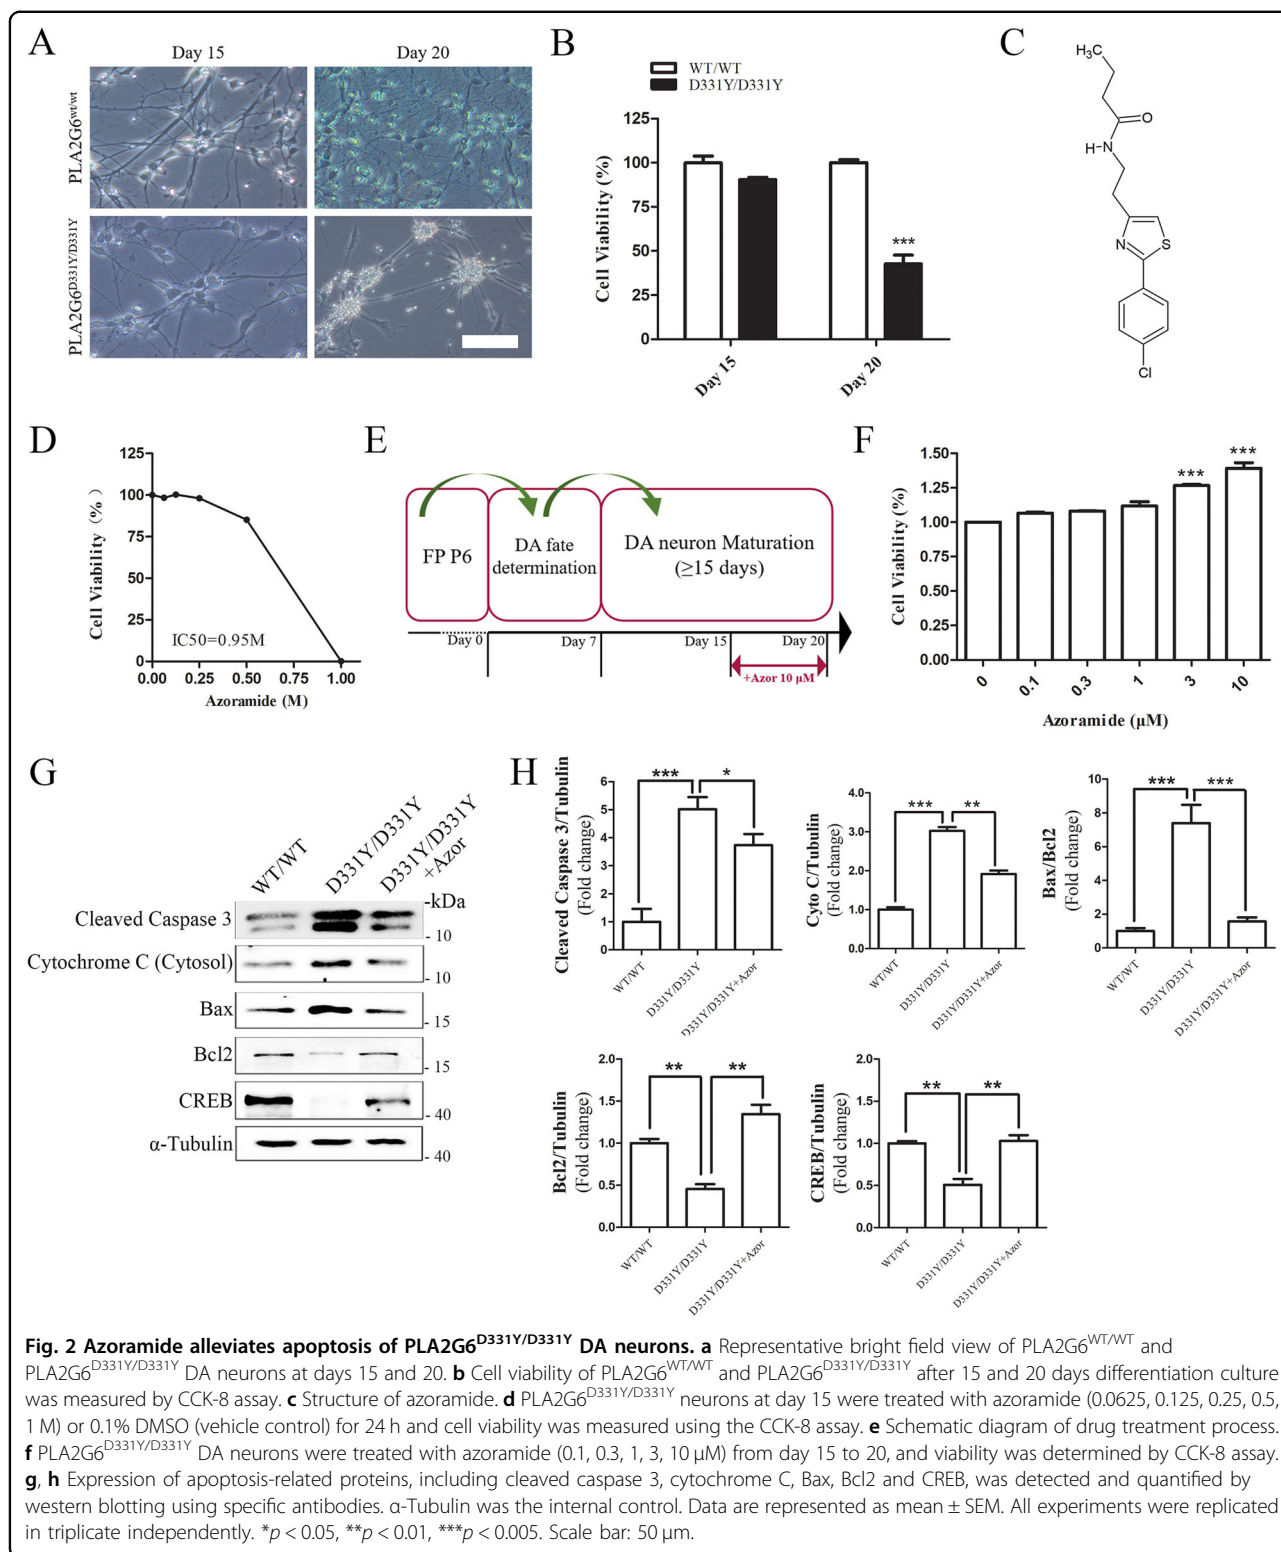 A
Day 15
Day 20
PLA2G6wt/wt
PLA2G6D331Y/D331Y
B
WT/WT
D331Y/D331Y
Cell Viability (%)
125
100
75
50
25
0
***
Day 15
Day 20
C
H3C
O
H-N
N
S
Cl
D
Cell Viability (%)
125
100
75
50
25
0
IC50=0.95M
0.00
0.25
0.50
0.75
1.00
Azoramide (M)
E
FP P6
DA fate
determination
DA neuron Maturation
(≥15 days)
Day 0
Day 7
Day 15
Day 20
+Azor 10 μM
F
Cell Viability (%)
1.50
1.25
1.00
0.75
0.50
0.25
0.00
***
***
0
0.1
0.3
1
3
10
Azoramide (μM)
G
WT/WT
D331Y/D331Y
D331Y/D331Y
+Azor
-kDa
Cleaved Caspase 3
- 10
Cytochrome C (Cytosol)
- 10
Bax
- 15
Bcl2
- 15
CREB
- 40
α-Tubulin
- 40
H
Cleaved Caspase 3/Tubulin
(Fold change)
6
5
4
3
2
1
0
***
*
WT/WT
D331Y/D331Y
D331Y/D331Y+Azor
Cyto C/Tubulin
(Fold change)
4.0
3.0
2.0
1.0
0.0
***
**
WT/WT
D331Y/D331Y
D331Y/D331Y+Azor
Bax/Bcl2
(Fold change)
10
8
6
4
2
0
***
***
WT/WT
D331Y/D331Y
D331Y/D331Y+Azor
Bcl2/Tubulin
(Fold change)
2.0
1.5
1.0
0.5
0.0
**
**
WT/WT
D331Y/D331Y
D331Y/D331Y+Azor
CREB/Tubulin
(Fold change)
2.0
1.5
1.0
0.5
0.0
**
**
WT/WT
D331Y/D331Y
D331Y/D331Y+Azor
Fig. 2 Azoramide alleviates apoptosis of PLA2G6D331Y/D331Y DA neurons. a Representative bright field view of PLA2G6WT/WT and
PLA2G6D331Y/D331Y DA neurons at days 15 and 20. b Cell viability of PLA2G6WT/WT and PLA2G6D331Y/D331Y after 15 and 20 days differentiation culture
was measured by CCK-8 assay. c Structure of azoramide. d PLA2G6D331Y/D331Y neurons at day 15 were treated with azoramide (0.0625, 0.125, 0.25, 0.5,
1 M) or 0.1% DMSO (vehicle control) for 24 h and cell viability was measured using the CCK-8 assay. e Schematic diagram of drug treatment process.
f PLA2G6D331Y/D331Y DA neurons were treated with azoramide (0.1, 0.3, 1, 3, 10 μM) from day 15 to 20, and viability was determined by CCK-8 assay.
g, h Expression of apoptosis-related proteins, including cleaved caspase 3, cytochrome C, Bax, Bcl2 and CREB, was detected and quantified by
western blotting using specific antibodies. α-Tubulin was the internal control. Data are represented as mean ± SEM. All experiments were replicated
in triplicate independently. *p < 0.05, **p < 0.01, ***p < 0.005. Scale bar: 50 μm.